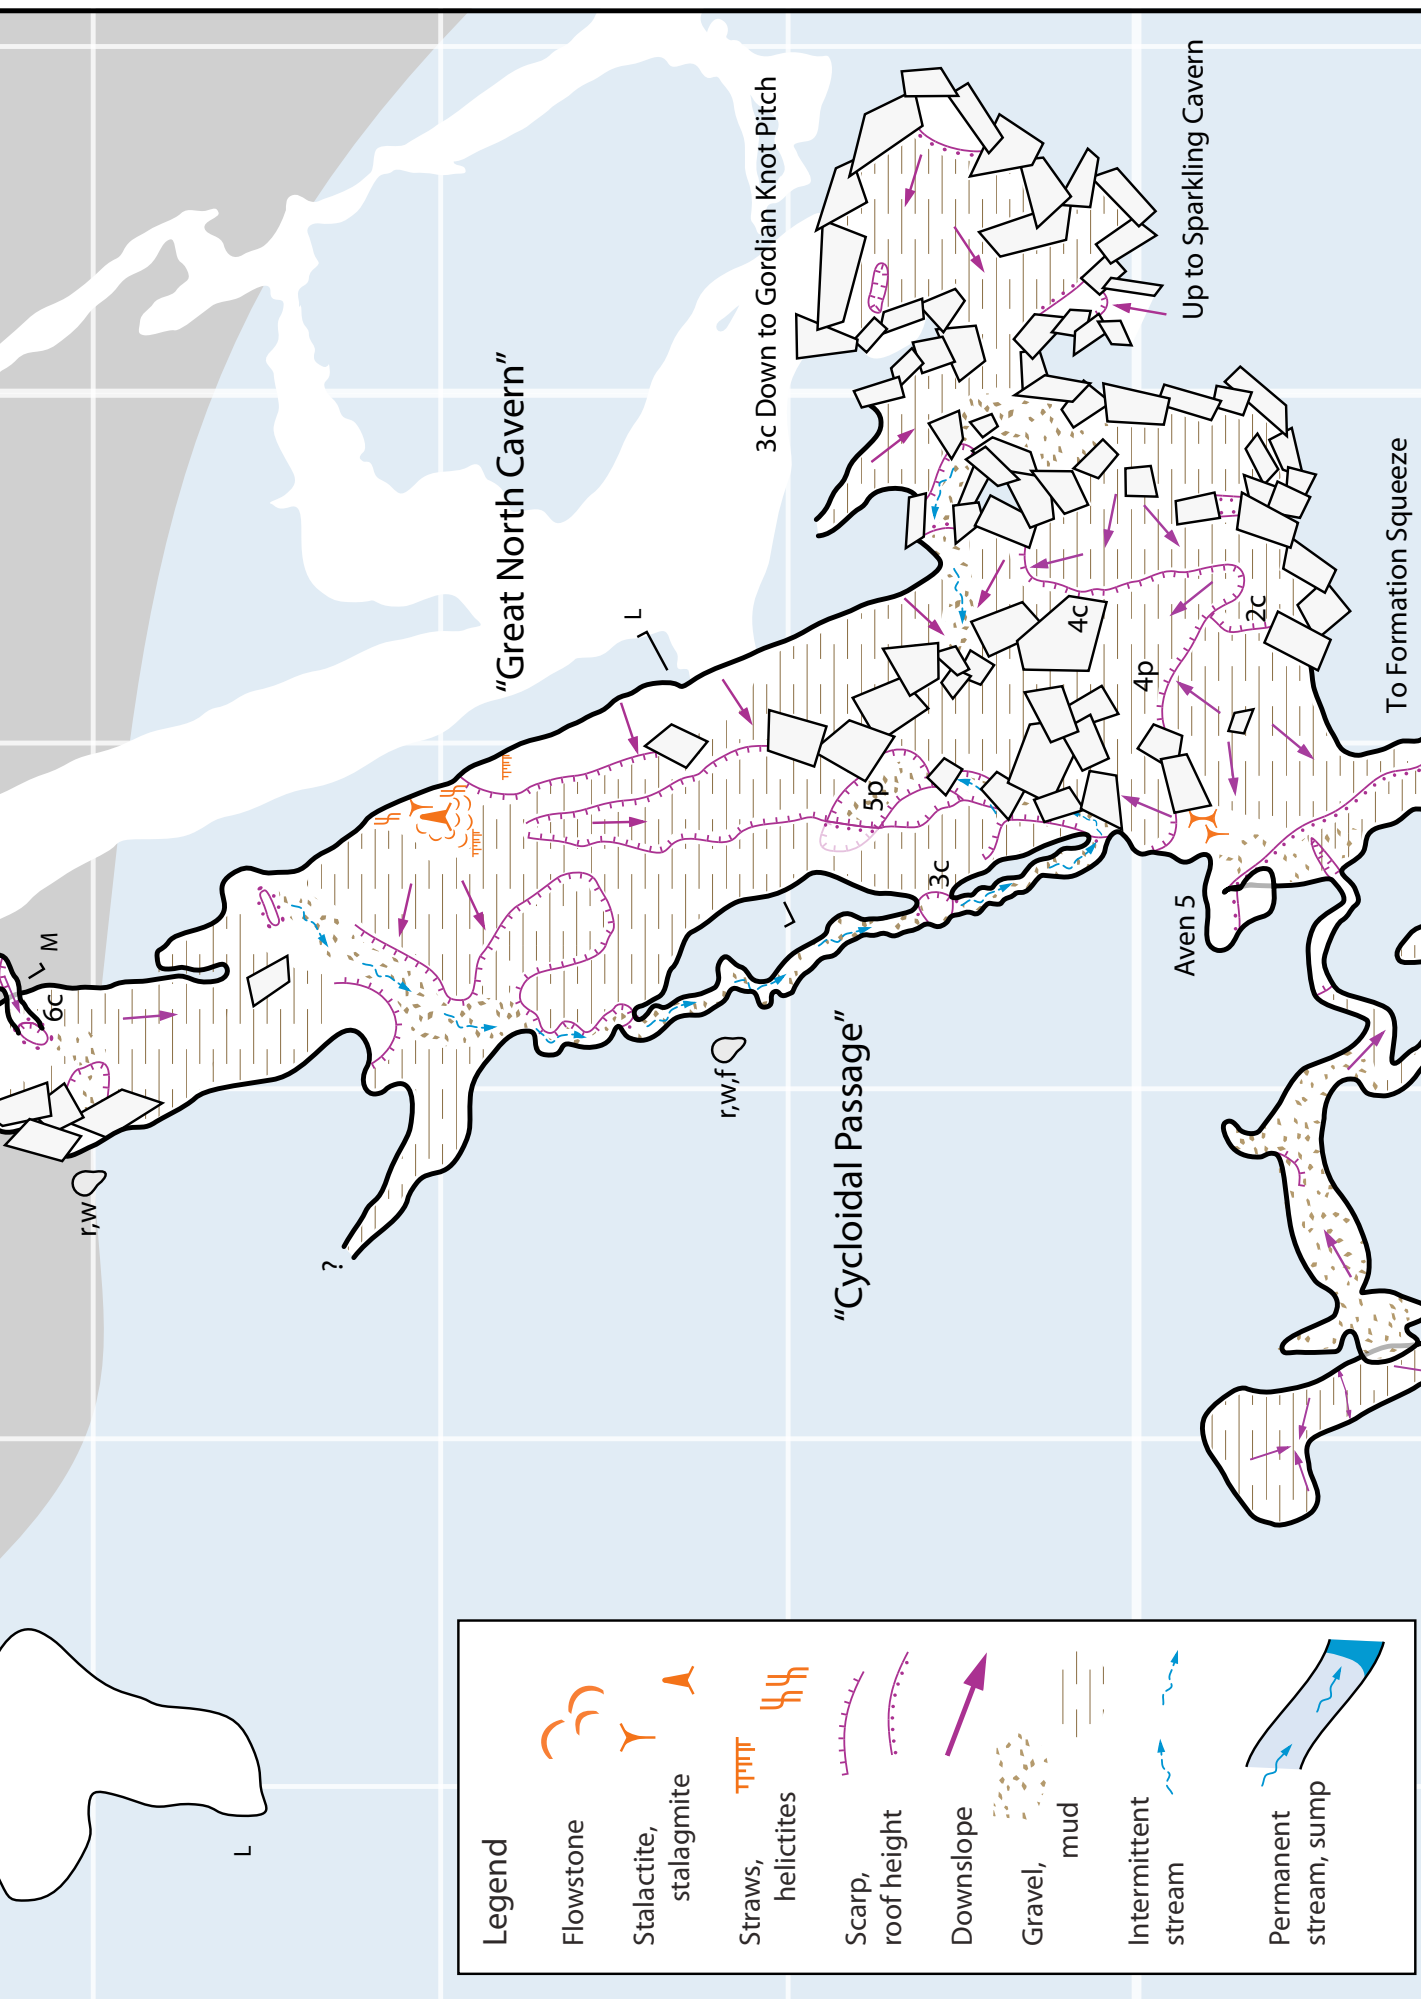 “Great North Cavern”
3c Down to Gordian Knot Pitch
Up to Sparkling Cavern
To Formation Squeeze
L
M
6c
r,w
?
5p
4c
4p
2c
3c
L
Aven 5
r,w,f
“Cycloidal Passage”
L
Legend
Flowstone
Stalactite,
stalagmite
Straws,
helictites
Scarp,
roof height
Downslope
Gravel,
mud
Intermittent
stream
Permanent
stream, sump